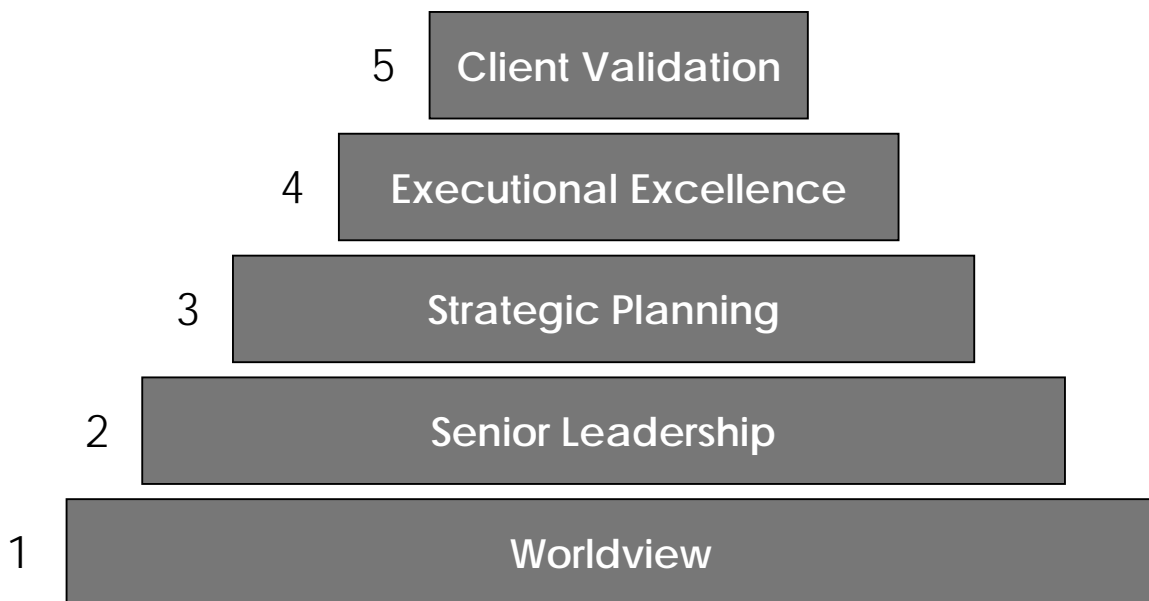 5 Client Validation
4 Executional Excellence
3 Strategic Planning
2 Senior Leadership
1 Worldview